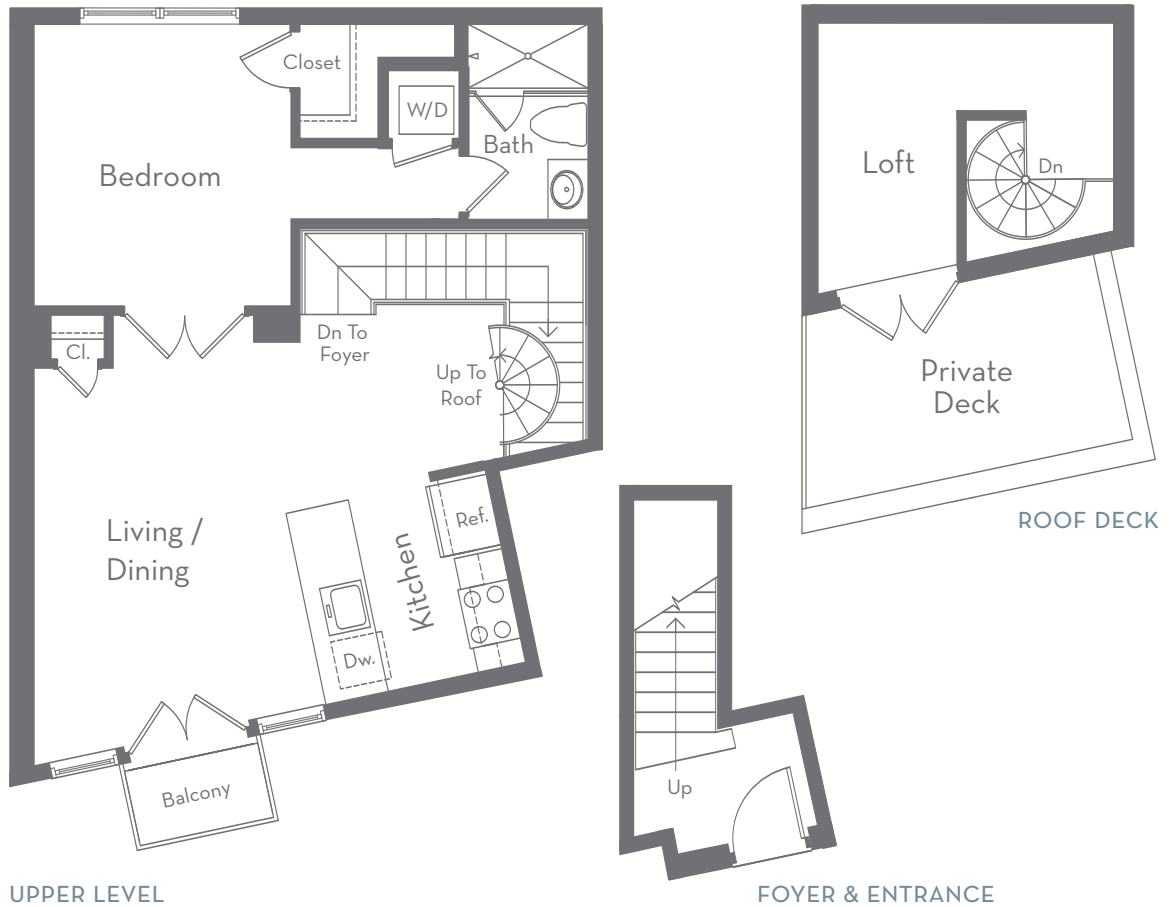 Closet
W/D
Bath
Bedroom
Dn To
Foyer
Cl.
Up To
Roof
Living /
Dining
Kitchen
Ref.
Dw.
Balcony
UPPER LEVEL
Loft
Dn
Private
Deck
ROOF DECK
Up
FOYER & ENTRANCE